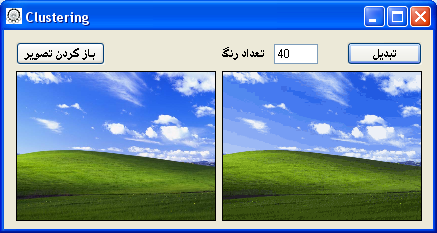 Clustering
باز کردن تصویر
تعداد رنگ 40
تبدیل